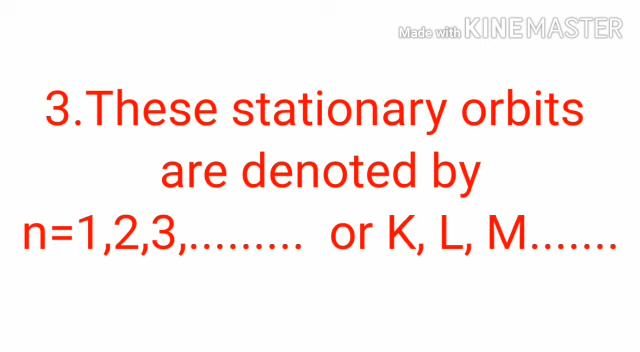 Made with KINEMASTER
3.These stationary orbits
are denoted by
n=1,2,3,......... or K, L, M.......